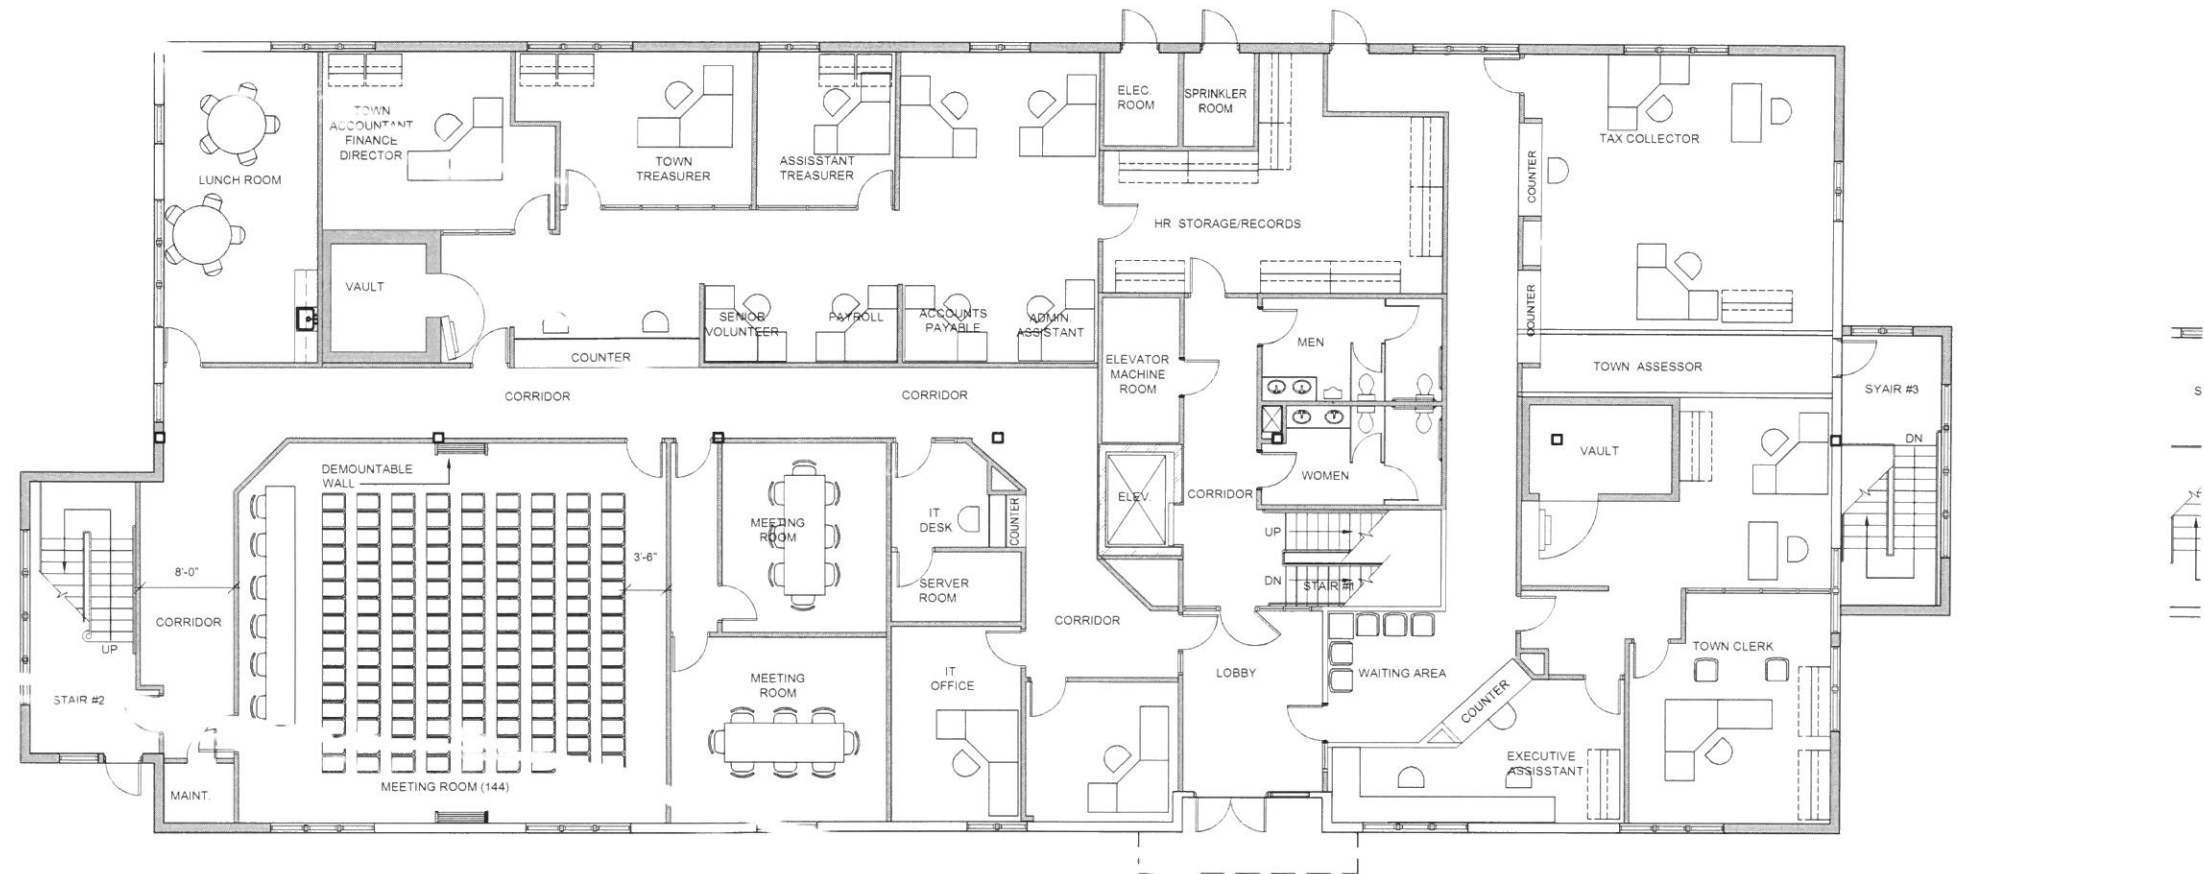 ELEC.
ROOM
SPRINKLER
ROOM
TOWN
ACCOUNTANT
FINANCE
DIRECTOR
LUNCH ROOM
TOWN
TREASURER
ASSISSTANT
TREASURER
TAX COLLECTOR
COUNTER
HR STORAGE/RECORDS
VAULT
COUNTER
SENIOR
VOLUNTEER
PAYROLL
ACCOUNTS
PAYABLE
ADMIN.
ASSISTANT
COUNTER
MEN
ELEVATOR
MACHINE
ROOM
TOWN ASSESSOR
SYAIR #3
CORRIDOR
CORRIDOR
S
DN
DEMOUNTABLE
WALL
VAULT
WOMEN
ELEV.
CORRIDOR
MEETING
ROOM
IT
DESK
COUNTER
UP
DN
STAIR #1
3'-6"
8'-0"
SERVER
ROOM
CORRIDOR
CORRIDOR
UP
TOWN CLERK
LOBBY
WAITING AREA
MEETING
ROOM
IT
OFFICE
STAIR #2
COUNTER
EXECUTIVE
ASSISSTANT
MEETING ROOM (144)
MAINT.